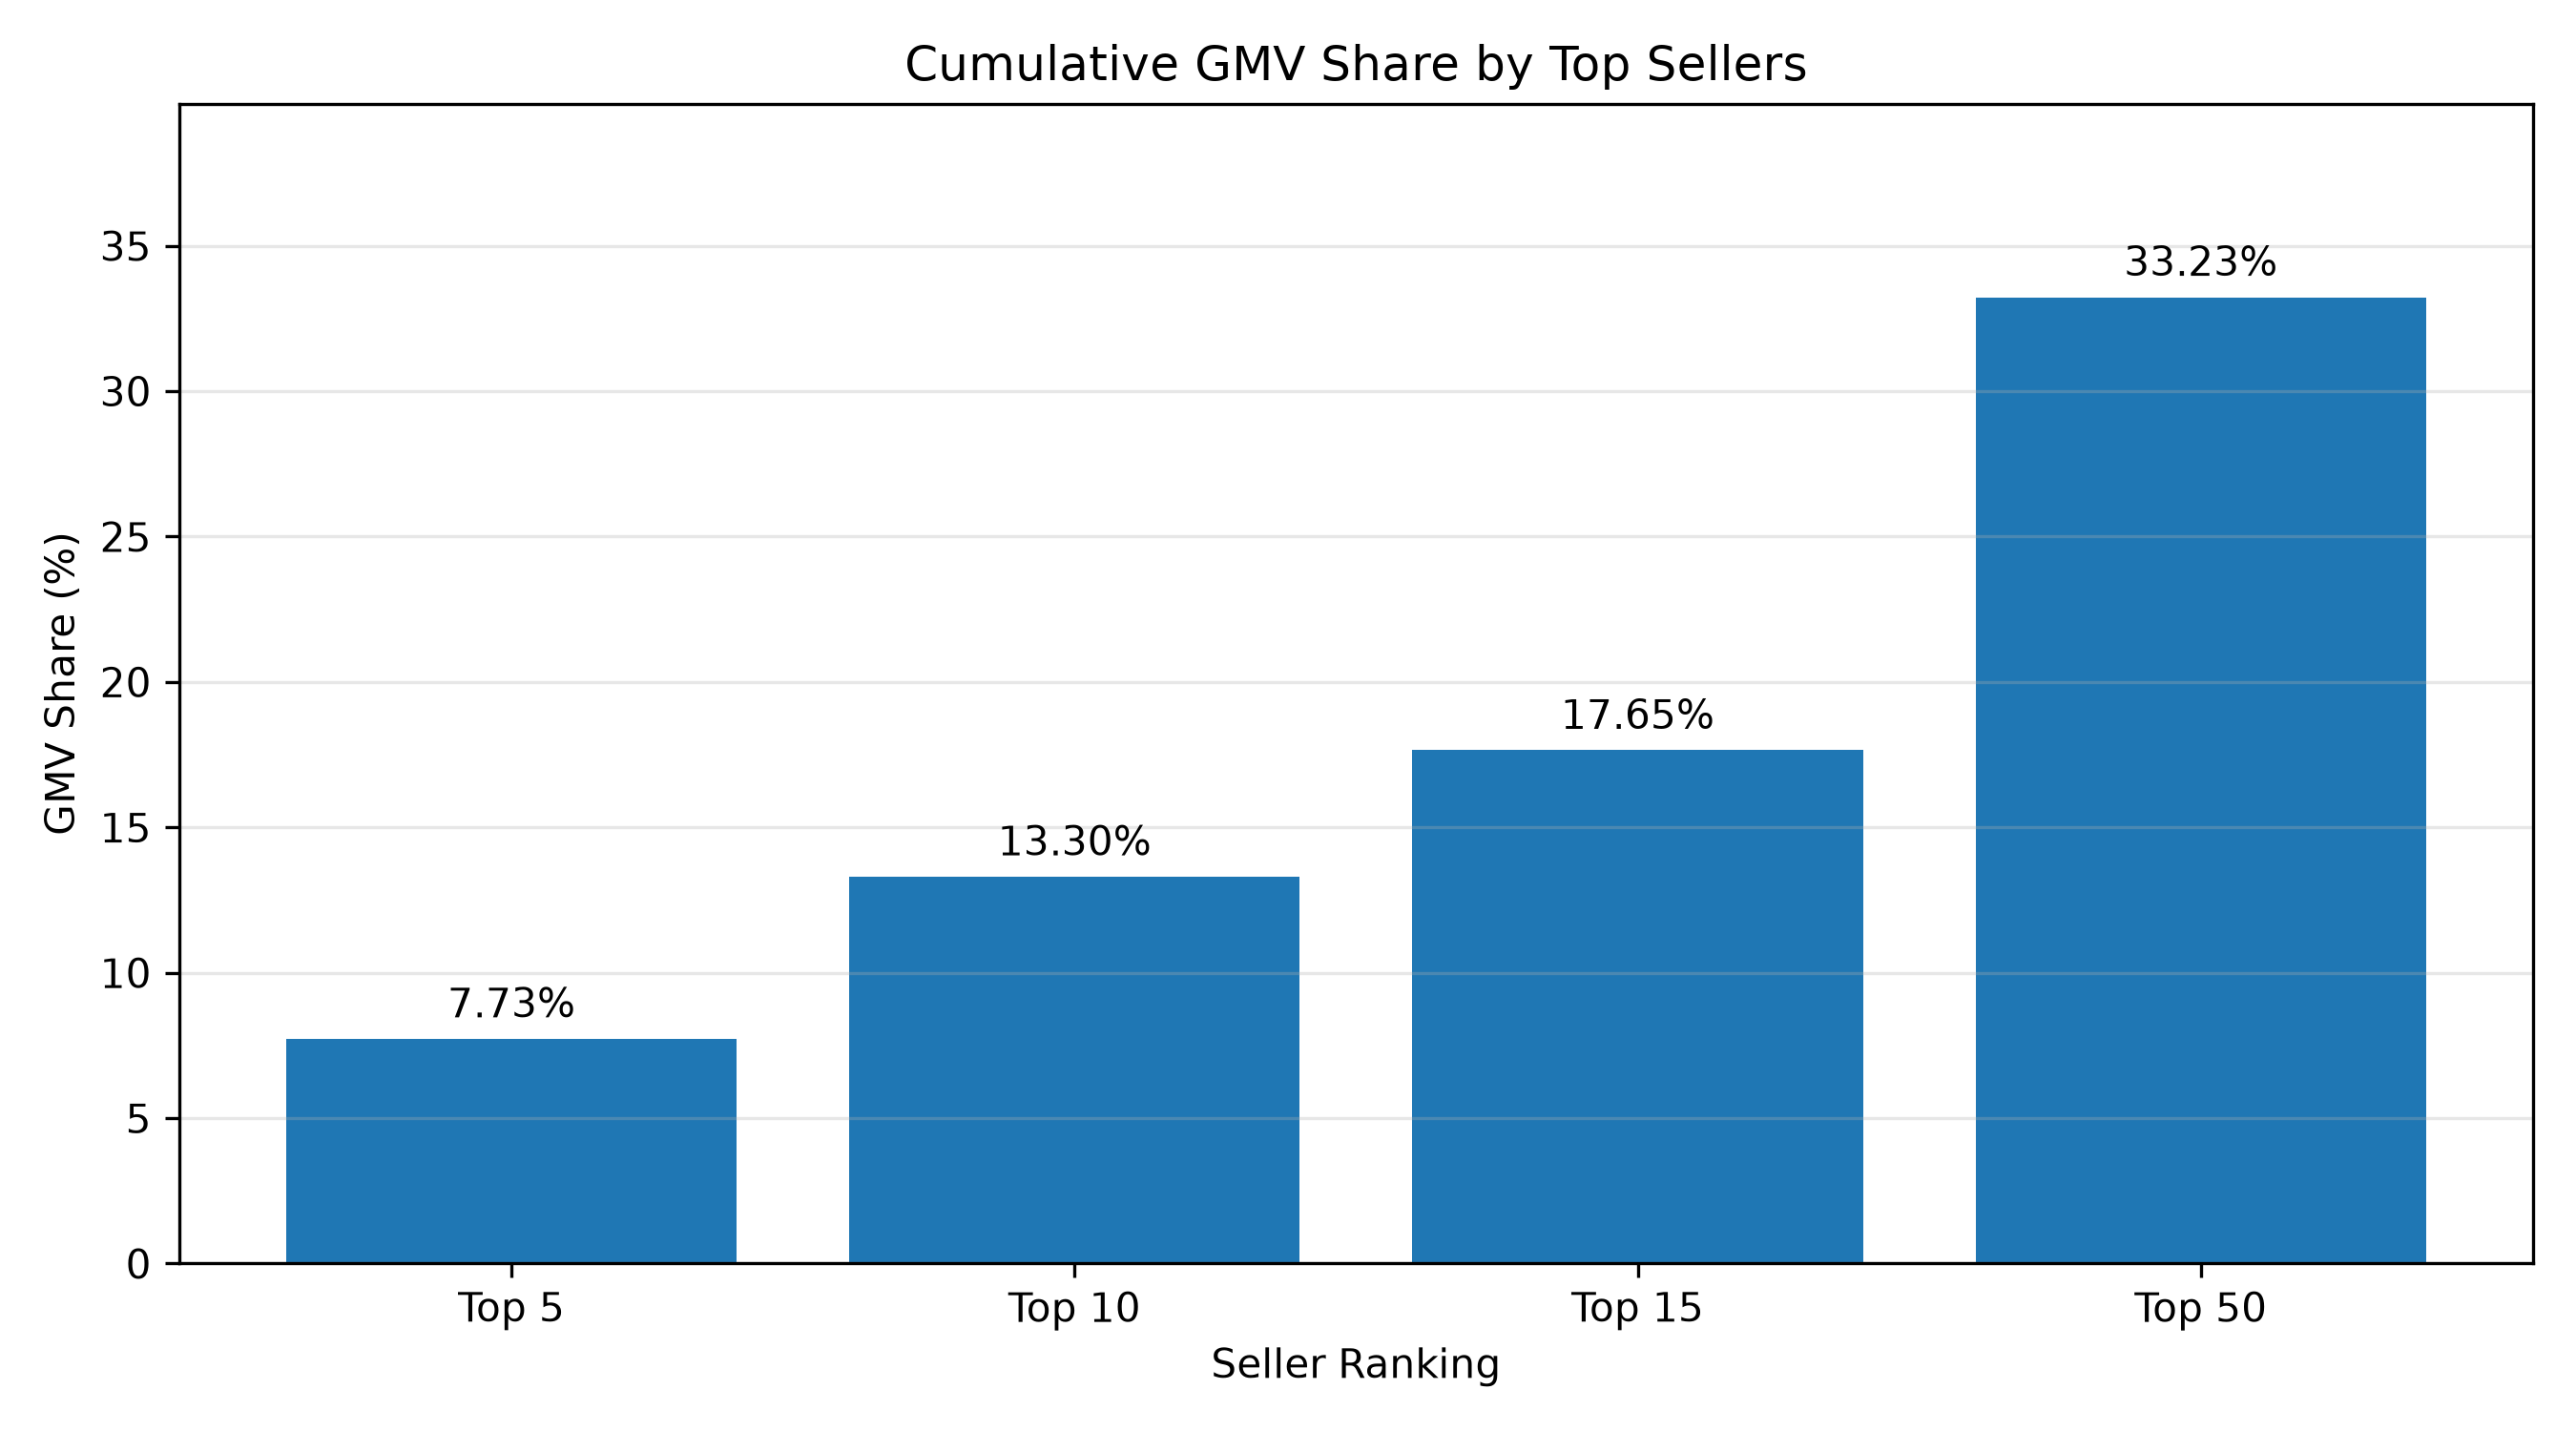 Cumulative GMV Share by Top Sellers
GMV Share (%)
35
30
25
20
15
10
5
0
7.73%
13.30%
17.65%
33.23%
Top 5
Top 10
Top 15
Top 50
Seller Ranking